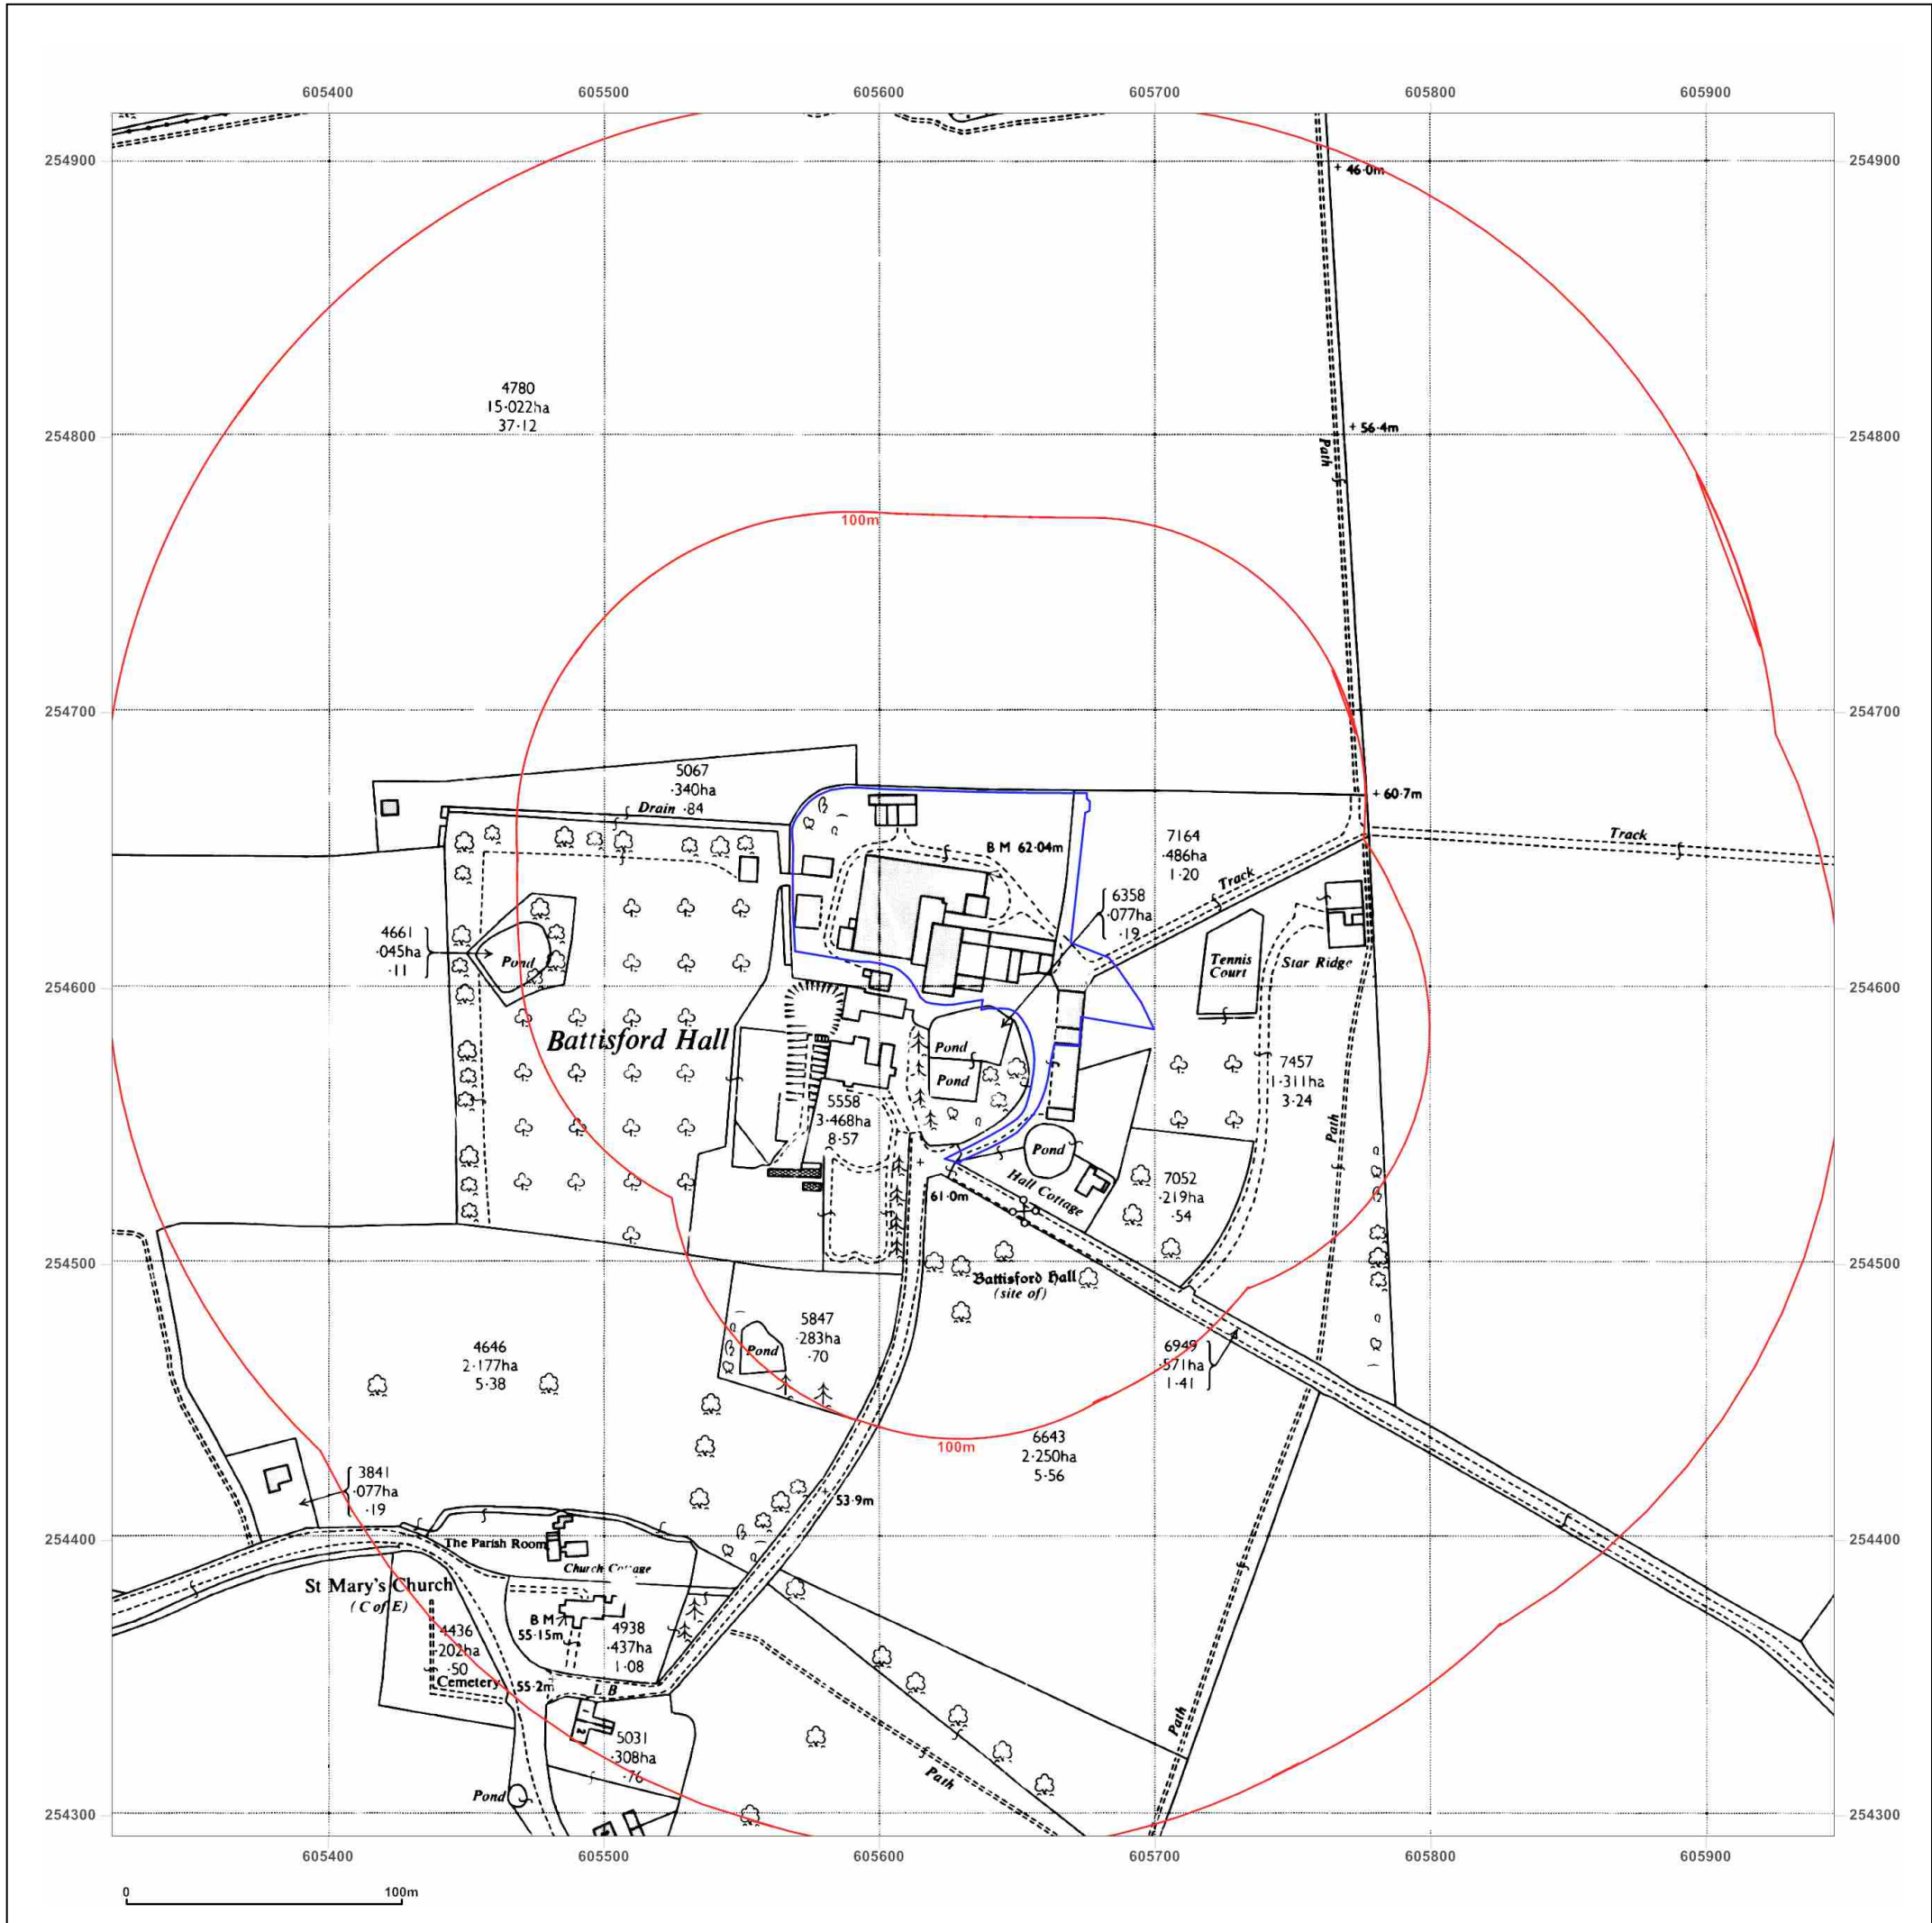 605400 605500 605600 605700 605800 605900
254900 254900
+ 46·0m
4780
15·022ha
37·12
254800 254800
+ 56·4m
Path
100m
254700 254700
5067
·340ha
Drain ·84
+ 60·7m
B M 62·04m
7164
·486ha
1·20
Track
Track
6358
·077ha
·19
4661
·045ha
·11
Pond
Tennis
Court
Star Ridge
254600 254600
Battisford Hall
Pond
Pond
7457
1·311ha
3·24
5558
3·468ha
8·57
Path
Pond
Hall Cottage
7052
·219ha
·54
61·0m
254500 254500
Battisford Hall
(site of)
5847
·283ha
·70
Pond
4646
2·177ha
5·38
6949
·571ha
1·41
100m
6643
2·250ha
5·56
3841
·077ha
·19
53·9m
254400 254400
The Parish Room
Church Cottage
St Mary's Church
(C of E)
B M
55·15m
4938
·437ha
1·08
4436
·202ha
·50
Cemetery
55·2m
L B
1
2
5031
·308ha
·76
Path
Path
Pond
254300 254300
605400 605500 605600 605700 605800 605900
0 100m